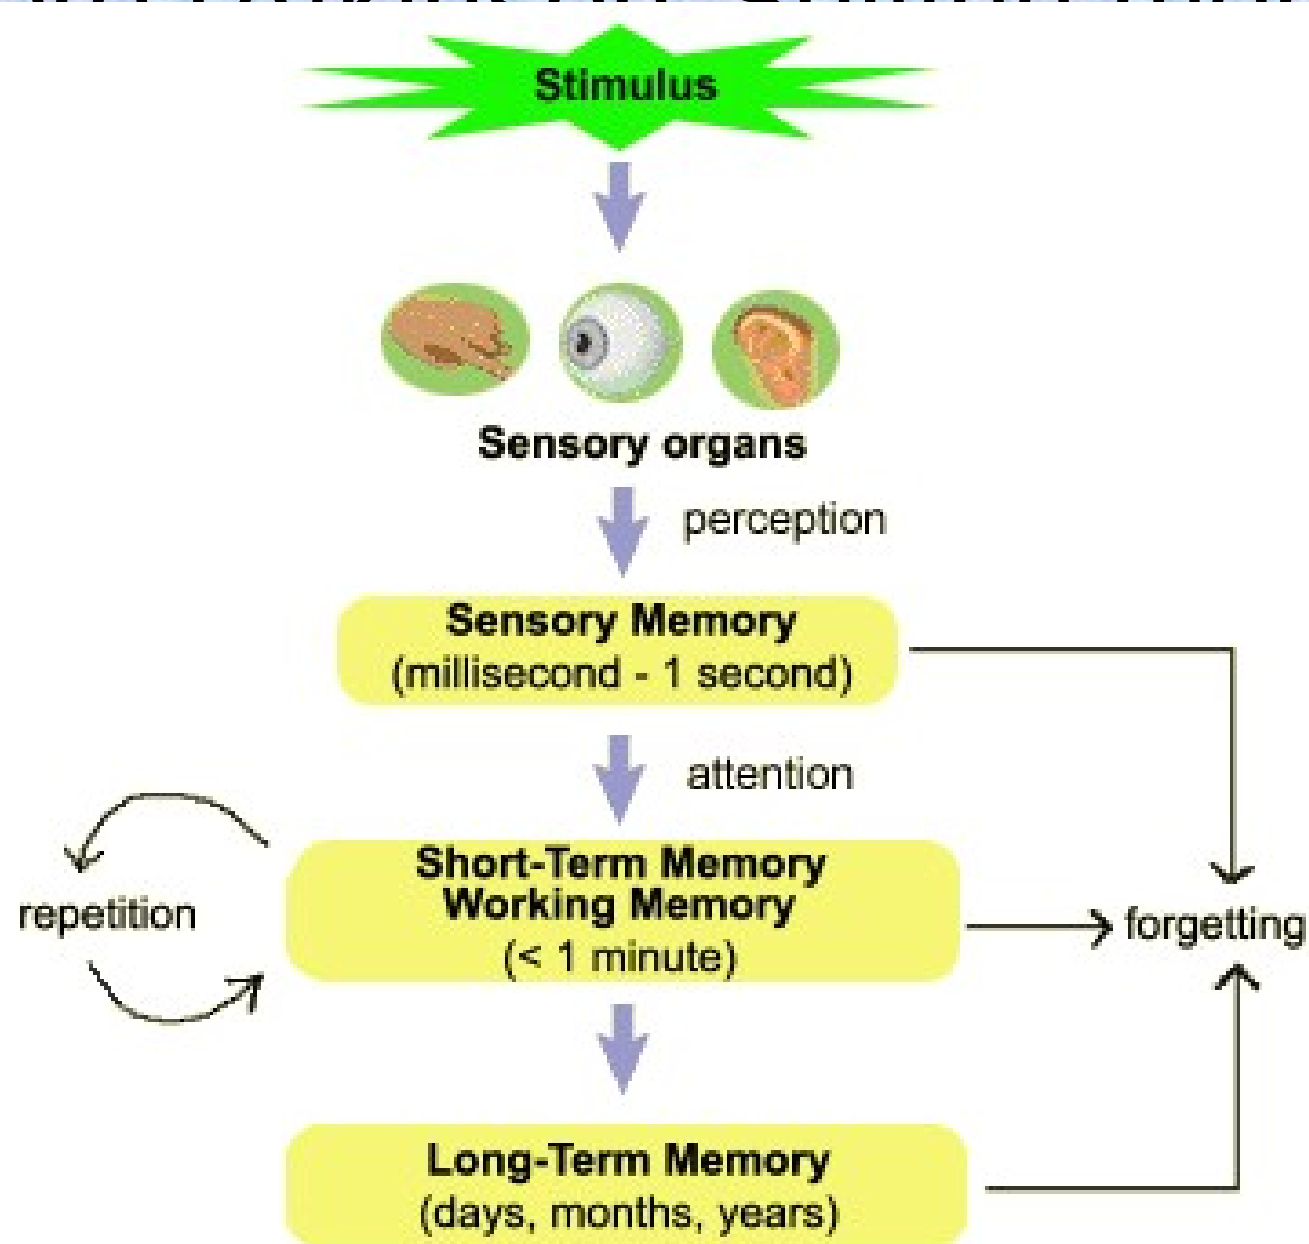 Stimulus
Sensory organs
perception
Sensory Memory
(millisecond - 1 second)
attention
Short-Term Memory
Working Memory
(< 1 minute)
repetition
forgetting
Long-Term Memory
(days, months, years)